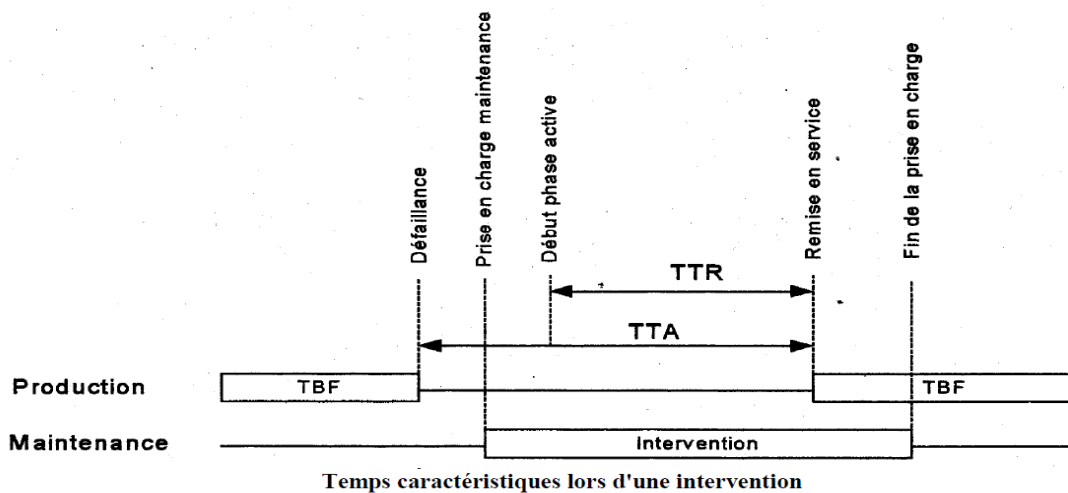 Défaillance
Prise en charge maintenance
Début phase active
Remise en service
Fin de la prise en charge
TTR
TTA
Production
TBF
TBF
Maintenance
Intervention
Temps caractéristiques lors d'une intervention